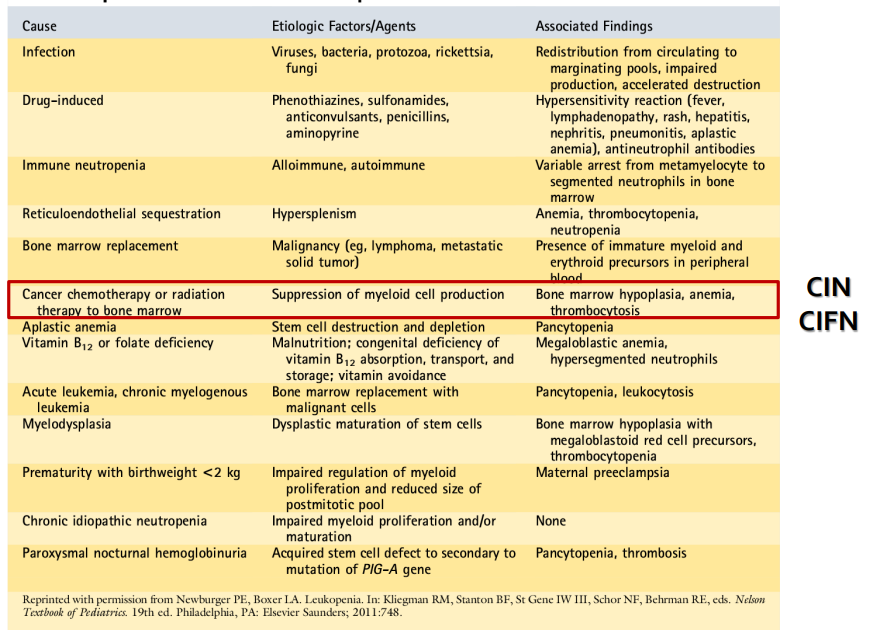 Cause Etiologic Factors/Agents Associated Findings
Infection Viruses, bacteria, protozoa, rickettsia, Redistribution from circulating to
fungi marginating pools, impaired
production, accelerated destruction
Drug-induced Phenothiazines, sulfonamides, Hypersensitivity reaction (fever,
anticonvulsants, penicillins, lymphadenopathy, rash, hepatitis,
aminopyrine nephritis, pneumonitis, aplastic
anemia), antineutrophil antibodies
Immune neutropenia Alloimmune, autoimmune Variable arrest from metamyelocyte to
segmented neutrophils in bone
marrow
Reticuloendothelial sequestration Hypersplenism Anemia, thrombocytopenia,
neutropenia
Bone marrow replacement Malignancy (eg, lymphoma, metastatic Presence of immature myeloid and
solid tumor) erythroid precursors in peripheral
blood
Cancer chemotherapy or radiation Suppression of myeloid cell production Bone marrow hypoplasia, anemia,
therapy to bone marrow thrombocytosis
CIN
CIFN
Aplastic anemia Stem cell destruction and depletion Pancytopenia
Vitamin B12 or folate deficiency Malnutrition; congenital deficiency of Megaloblastic anemia,
vitamin B12 absorption, transport, and hypersegmented neutrophils
storage; vitamin avoidance
Acute leukemia, chronic myelogenous Bone marrow replacement with Pancytopenia, leukocytosis
leukemia malignant cells
Myelodysplasia Dysplastic maturation of stem cells Bone marrow hypoplasia with
megaloblastoid red cell precursors,
thrombocytopenia
Prematurity with birthweight <2 kg Impaired regulation of myeloid Maternal preeclampsia
proliferation and reduced size of
postmitotic pool
Chronic idiopathic neutropenia Impaired myeloid proliferation and/or None
maturation
Paroxysmal nocturnal hemoglobinuria Acquired stem cell defect to secondary to Pancytopenia, thrombosis
mutation of PIG-A gene
Reprinted with permission from Newburger PE, Boxer LA. Leukopenia. In: Kliegman RM, Stanton BF, St Gene IW III, Schor NF, Behrman RE, eds. Nelson
Textbook of Pediatrics. 19th ed. Philadelphia, PA: Elsevier Saunders; 2011:748.